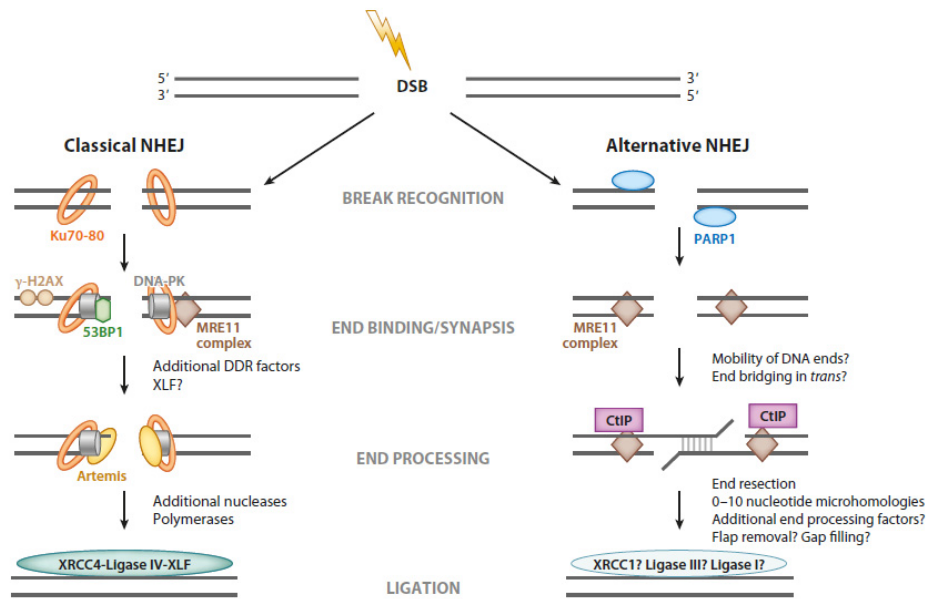 DSB
5′
3′
3′
5′
Classical NHEJ
Alternative NHEJ
BREAK RECOGNITION
Ku70-80
PARP1
γ-H2AX
DNA-PK
53BP1
MRE11
complex
END BINDING/SYNAPSIS
MRE11
complex
Additional DDR factors
XLF?
Mobility of DNA ends?
End bridging in trans?
CtIP
CtIP
Artemis
END PROCESSING
Additional nucleases
Polymerases
End resection
0–10 nucleotide microhomologies
Additional end processing factors?
Flap removal? Gap filling?
XRCC4-Ligase IV-XLF
LIGATION
XRCC1? Ligase III? Ligase I?